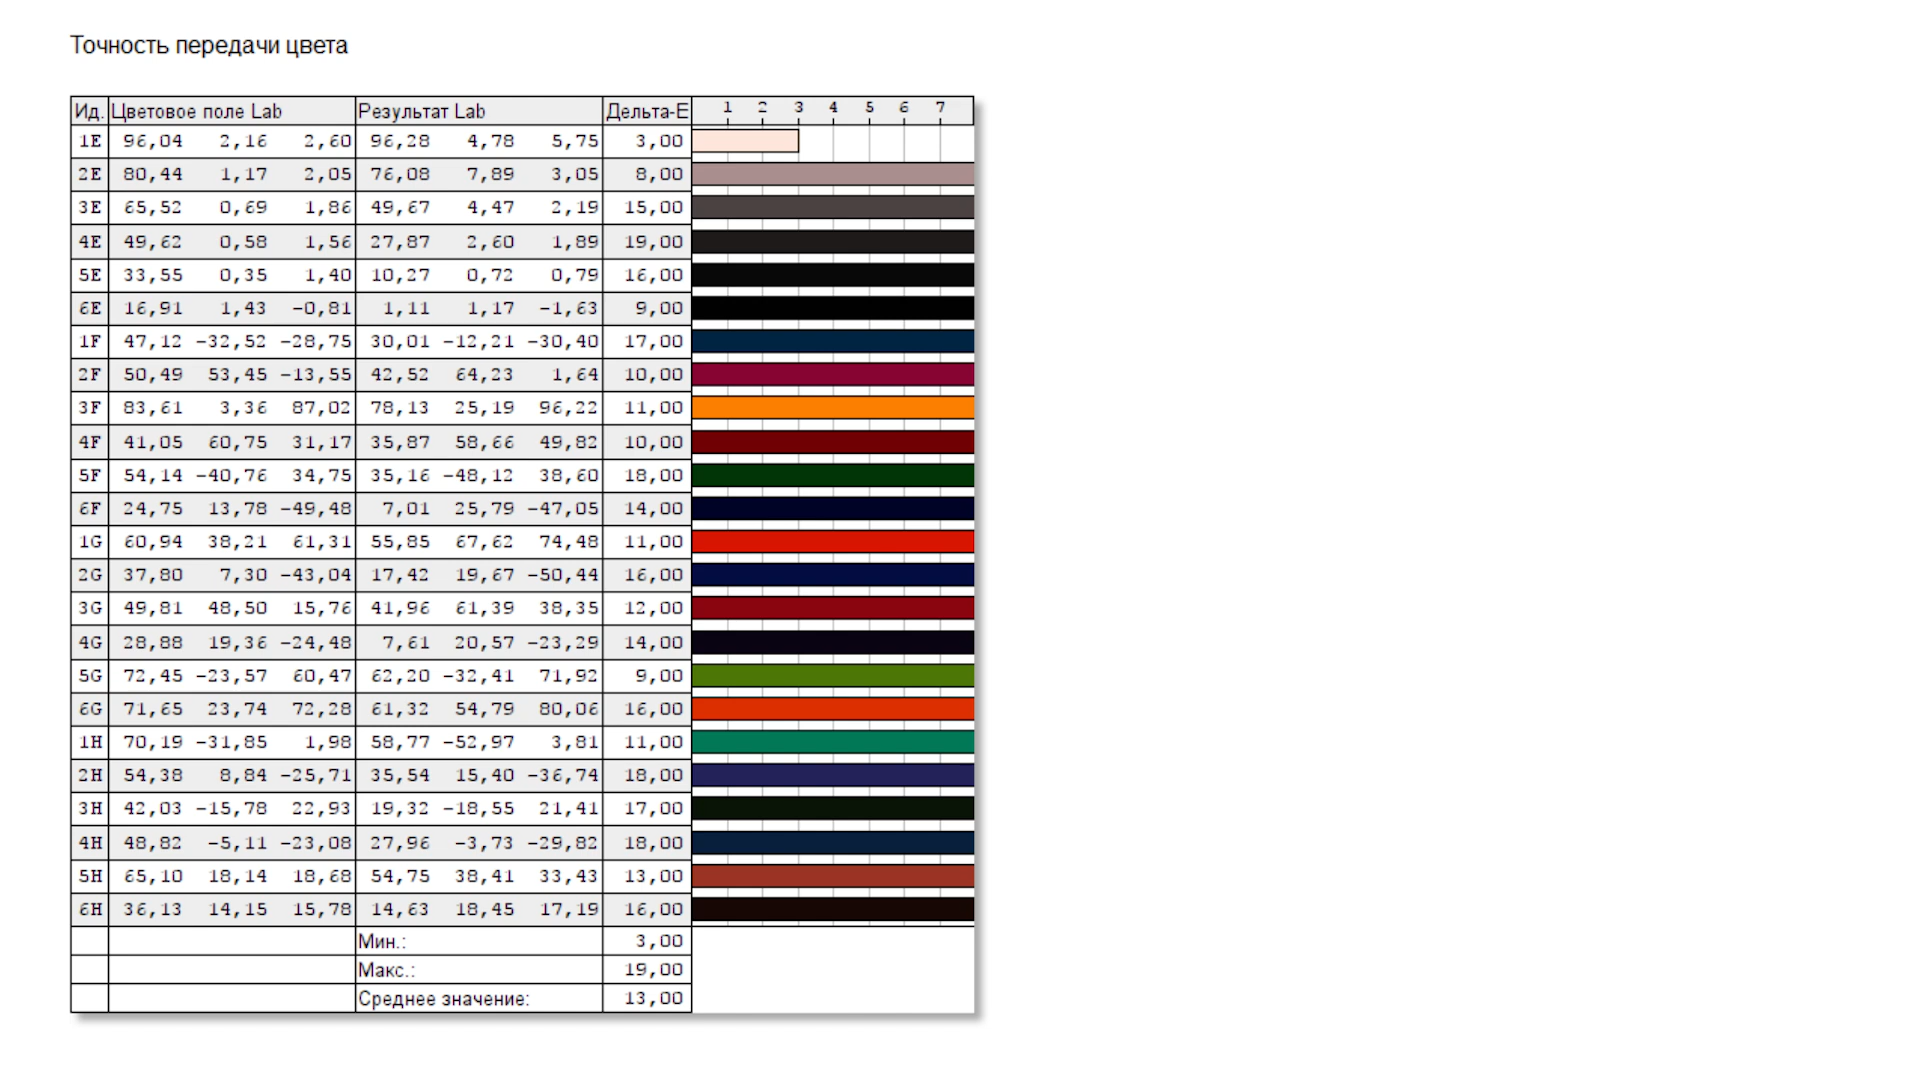 Точность передачи цвета
Ид. Цветовое поле Lab Результат Lab Дельта-E 1 2 3 4 5 6 7
1E 96,04 2,16 2,60 96,28 4,78 5,75 3,00
2E 80,44 1,17 2,05 76,08 7,89 3,05 8,00
3E 65,52 0,69 1,86 49,67 4,47 2,19 15,00
4E 49,62 0,58 1,56 27,87 2,60 1,89 19,00
5E 33,55 0,35 1,40 10,27 0,72 0,79 16,00
6E 16,91 1,43 -0,81 1,11 1,17 -1,63 9,00
1F 47,12 -32,52 -28,75 30,01 -12,21 -30,40 17,00
2F 50,49 53,45 -13,55 42,52 64,23 1,64 10,00
3F 83,61 3,36 87,02 78,13 25,19 96,22 11,00
4F 41,05 60,75 31,17 35,87 58,66 49,82 10,00
5F 54,14 -40,76 34,75 35,16 -48,12 38,60 18,00
6F 24,75 13,78 -49,48 7,01 25,79 -47,05 14,00
1G 60,94 38,21 61,31 55,85 67,62 74,48 11,00
2G 37,80 7,30 -43,04 17,42 19,67 -50,44 16,00
3G 49,81 48,50 15,76 41,96 61,39 38,35 12,00
4G 28,88 19,36 -24,48 7,61 20,57 -23,29 14,00
5G 72,45 -23,57 60,47 62,20 -32,41 71,92 9,00
6G 71,65 23,74 72,28 61,32 54,79 80,06 16,00
1H 70,19 -31,85 1,98 58,77 -52,97 3,81 11,00
2H 54,38 8,84 -25,71 35,54 15,40 -36,74 18,00
3H 42,03 -15,78 22,93 19,32 -18,55 21,41 17,00
4H 48,82 -5,11 -23,08 27,96 -3,73 -29,82 18,00
5H 65,10 18,14 18,68 54,75 38,41 33,43 13,00
6H 36,13 14,15 15,78 14,63 18,45 17,19 16,00
Мин.: 3,00
Макс.: 19,00
Среднее значение: 13,00